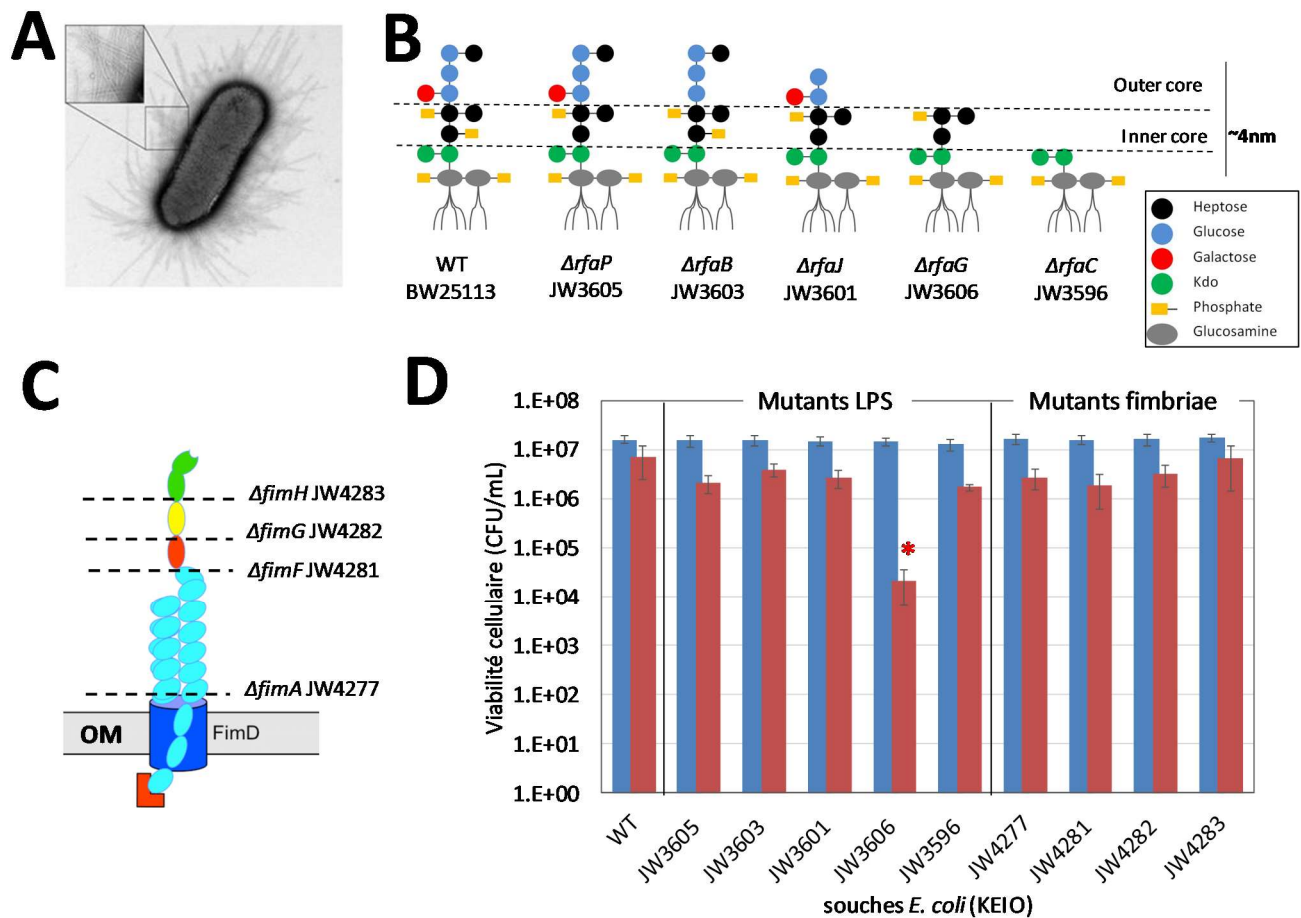 A
B
Outer core
Inner core
~4nm
WT
BW25113
ΔrfaP
JW3605
ΔrfaB
JW3603
ΔrfaJ
JW3601
ΔrfaG
JW3606
ΔrfaC
JW3596
Heptose
Glucose
Galactose
Kdo
Phosphate
Glucosamine
C
ΔfimH JW4283
ΔfimG JW4282
ΔfimF JW4281
ΔfimA JW4277
OM
FimD
D
Mutants LPS
Mutants fimbriae
Viabilité cellulaire (CFU/mL)
1.E+08
1.E+07
1.E+06
1.E+05
1.E+04
1.E+03
1.E+02
1.E+01
1.E+00
*
WT
JW3605
JW3603
JW3601
JW3606
JW3596
JW4277
JW4281
JW4282
JW4283
souches E. coli (KEIO)